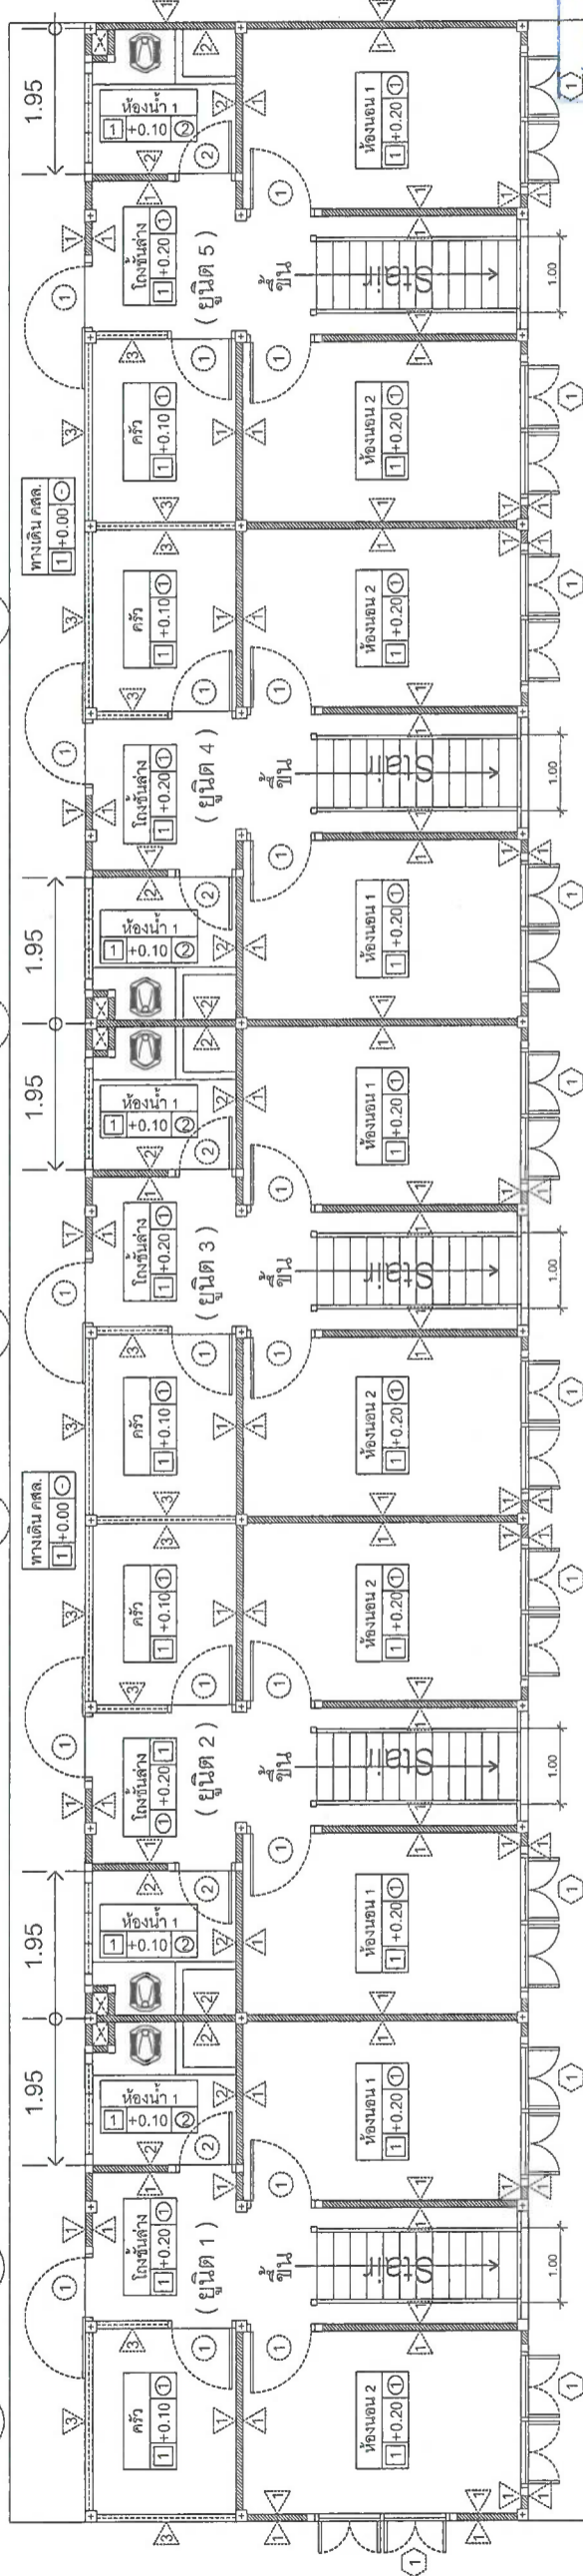 ทางเดิน คสล.
1 +0.00 -
ทางเดิน คสล.
1 +0.00 -
1.95
1.95
1.95
1.95
1.95
ครัว
1 +0.10 1
โถงชั้นล่าง
1 +0.20 1
(ยูนิต 1)
ห้องน้ำ 1
1 +0.10 2
ห้องน้ำ 1
1 +0.10 2
โถงชั้นล่าง
1 +0.20 1
(ยูนิต 2)
ครัว
1 +0.10 1
ครัว
1 +0.10 1
โถงชั้นล่าง
1 +0.20 1
(ยูนิต 3)
ห้องน้ำ 1
1 +0.10 2
ห้องน้ำ 1
1 +0.10 2
โถงชั้นล่าง
1 +0.20 1
(ยูนิต 4)
ครัว
1 +0.10 1
ครัว
1 +0.10 1
โถงชั้นล่าง
1 +0.20 1
(ยูนิต 5)
ห้องน้ำ 1
1 +0.10 2
ห้องนอน 2
1 +0.20 1
ขึ้น
Stair
ห้องนอน 1
1 +0.20 1
ห้องนอน 1
1 +0.20 1
ขึ้น
Stair
ห้องนอน 2
1 +0.20 1
ห้องนอน 2
1 +0.20 1
ขึ้น
Stair
ห้องนอน 1
1 +0.20 1
ห้องนอน 1
1 +0.20 1
ขึ้น
Stair
ห้องนอน 2
1 +0.20 1
ห้องนอน 2
1 +0.20 1
ขึ้น
Stair
ห้องนอน 1
1 +0.20 1
1.00
1.00
1.00
1.00
1.00